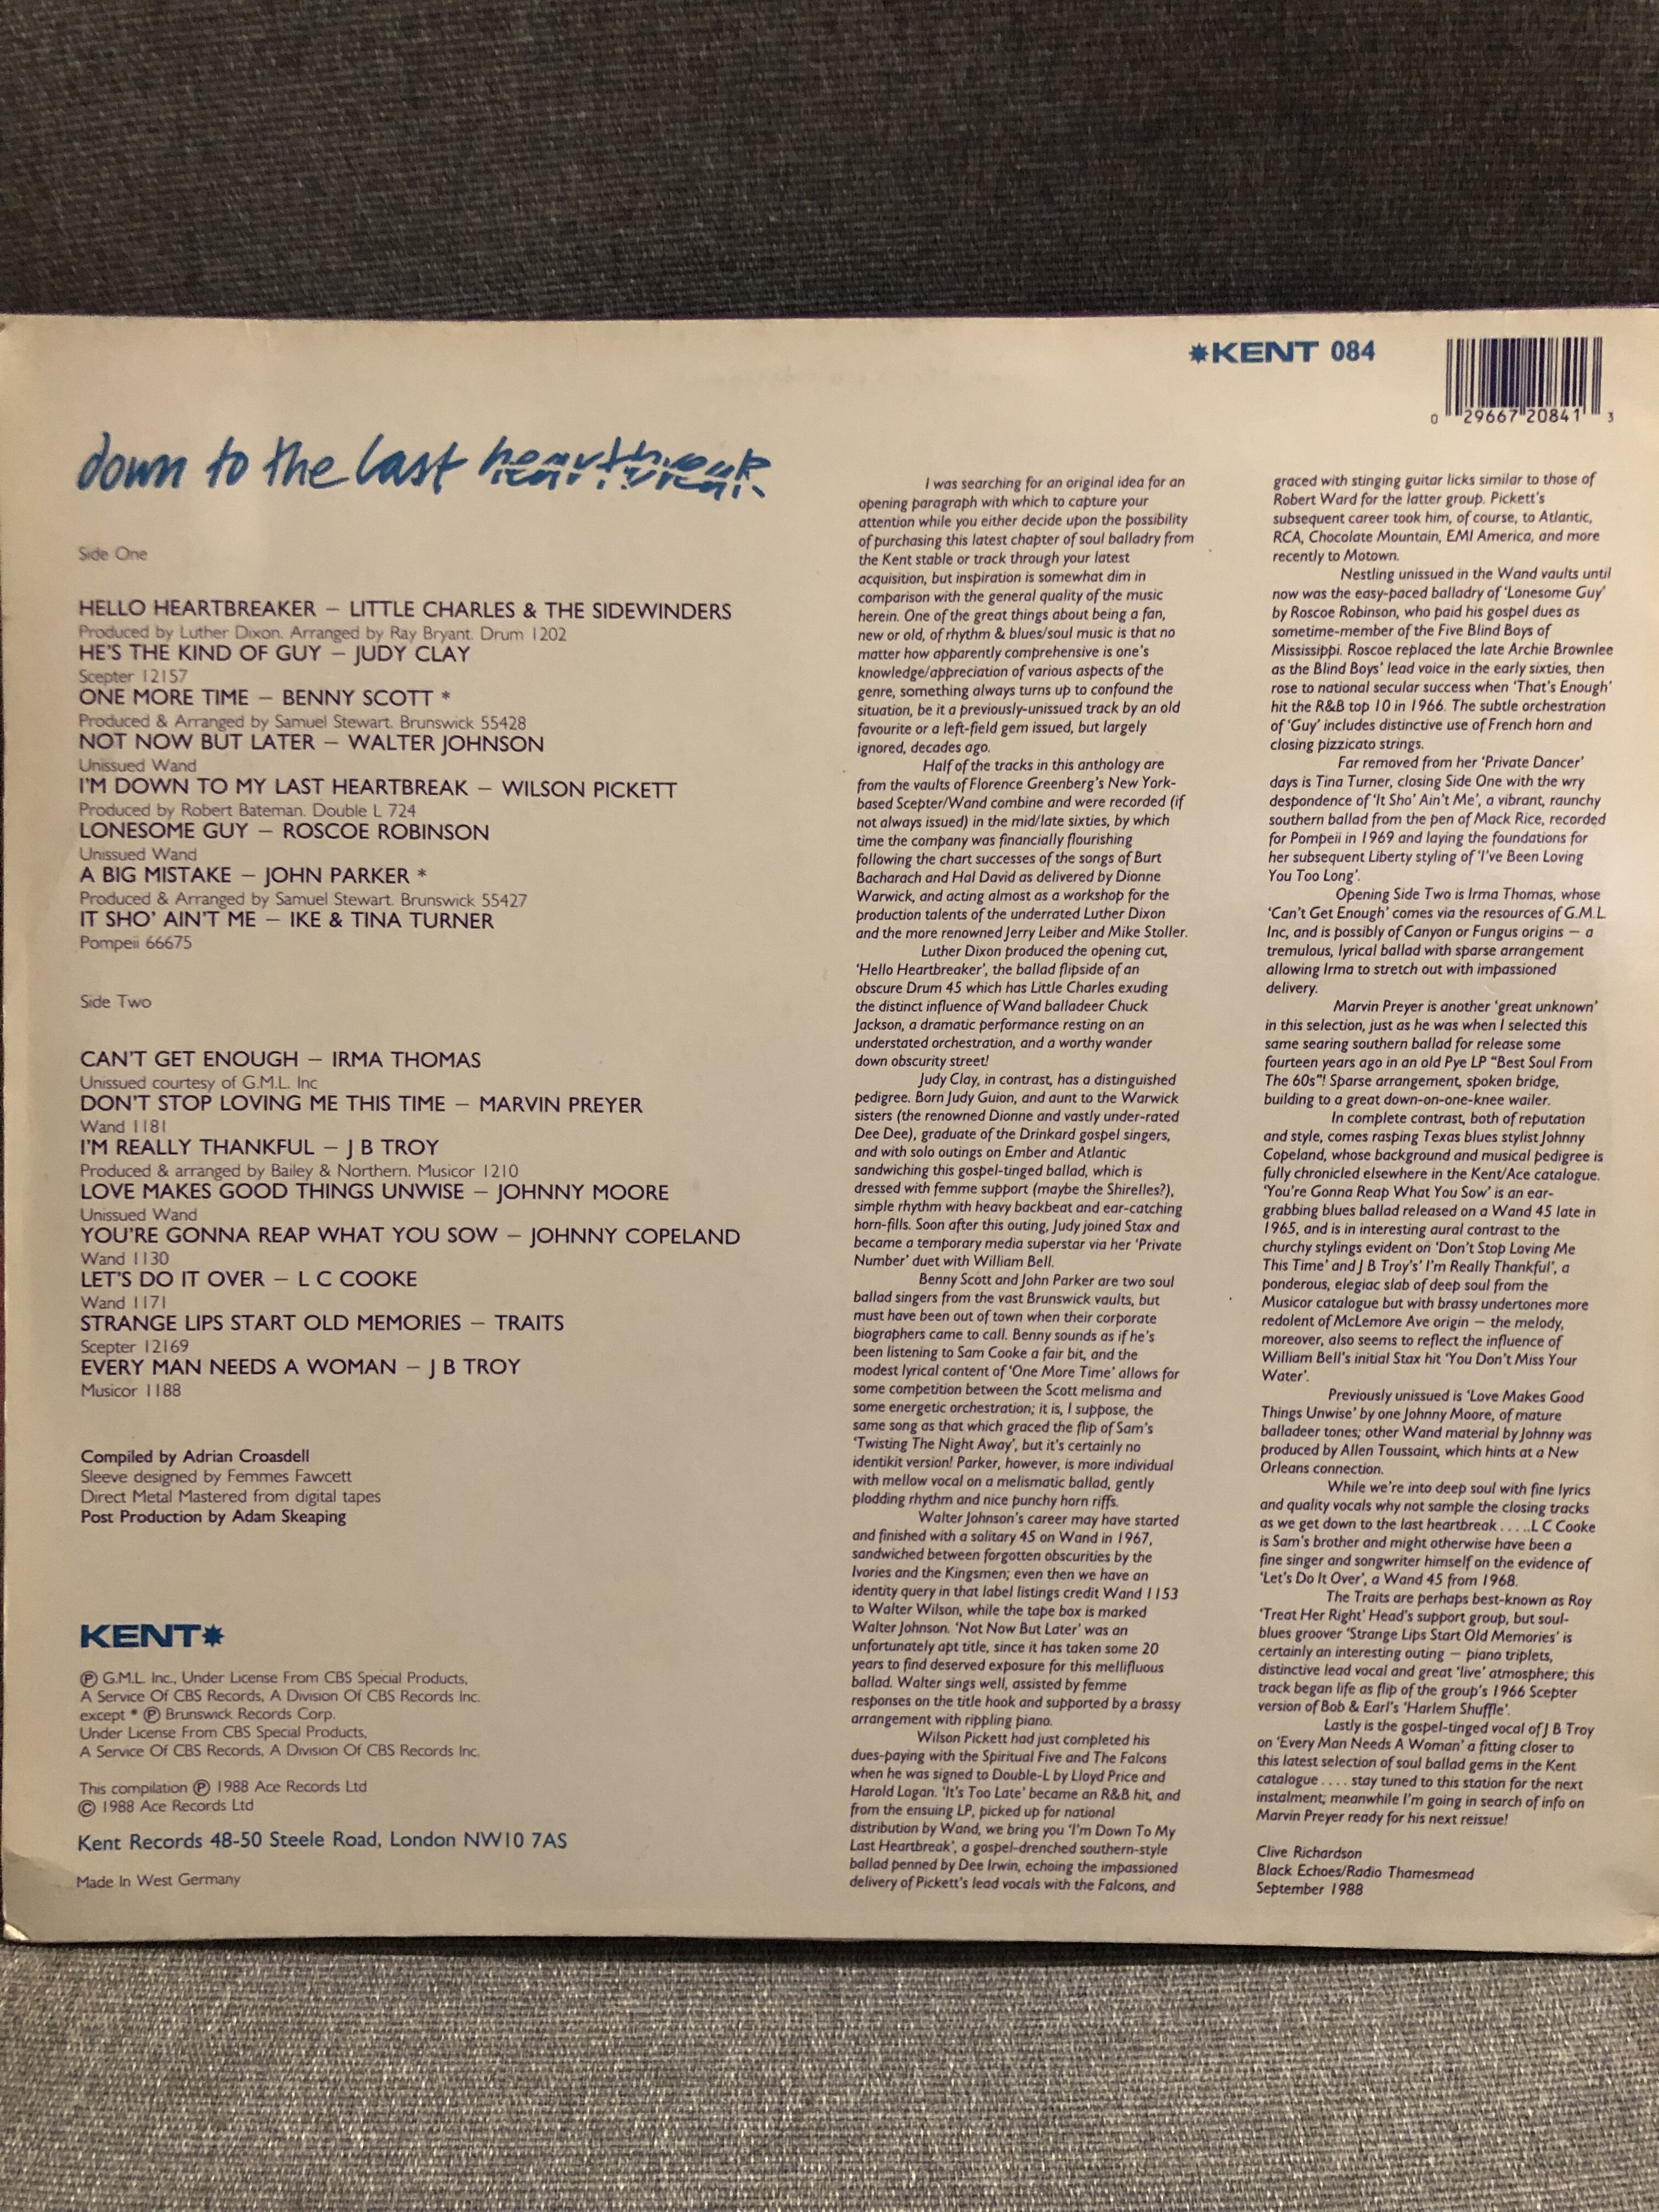 KENT 084
0 29667 20841 3
down to the last heartbreak
Side One
HELLO HEARTBREAKER – LITTLE CHARLES & THE SIDEWINDERS
Produced by Luther Dixon. Arranged by Ray Bryant. Drum 1202
HE'S THE KIND OF GUY – JUDY CLAY
Scepter 12157
ONE MORE TIME – BENNY SCOTT *
Produced & Arranged by Samuel Stewart. Brunswick 55428
NOT NOW BUT LATER – WALTER JOHNSON
Unissued Wand
I'M DOWN TO MY LAST HEARTBREAK – WILSON PICKETT
Produced by Robert Bateman. Double L 724
LONESOME GUY – ROSCOE ROBINSON
Unissued Wand
A BIG MISTAKE – JOHN PARKER *
Produced & Arranged by Samuel Stewart. Brunswick 55427
IT SHO' AIN'T ME – IKE & TINA TURNER
Pompeii 66675
Side Two
CAN'T GET ENOUGH – IRMA THOMAS
Unissued courtesy of G.M.L. Inc
DON'T STOP LOVING ME THIS TIME – MARVIN PREYER
Wand 1181
I'M REALLY THANKFUL – J B TROY
Produced & arranged by Bailey & Northern. Musicor 1210
LOVE MAKES GOOD THINGS UNWISE – JOHNNY MOORE
Unissued Wand
YOU'RE GONNA REAP WHAT YOU SOW – JOHNNY COPELAND
Wand 1130
LET'S DO IT OVER – L C COOKE
Wand 1171
STRANGE LIPS START OLD MEMORIES – TRAITS
Scepter 12169
EVERY MAN NEEDS A WOMAN – J B TROY
Musicor 1188
Compiled by Adrian Croasdell
Sleeve designed by Femmes Fawcett
Direct Metal Mastered from digital tapes
Post Production by Adam Skeaping
KENT
Ⓟ G.M.L. Inc., Under License From CBS Special Products,
A Service Of CBS Records, A Division Of CBS Records Inc.
except * Ⓟ Brunswick Records Corp.
Under License From CBS Special Products,
A Service Of CBS Records, A Division Of CBS Records Inc.
This compilation Ⓟ 1988 Ace Records Ltd
© 1988 Ace Records Ltd
Kent Records 48-50 Steele Road, London NW10 7AS
Made In West Germany
I was searching for an original idea for an
opening paragraph with which to capture your
attention while you either decide upon the possibility
of purchasing this latest chapter of soul balladry from
the Kent stable or track through your latest
acquisition, but inspiration is somewhat dim in
comparison with the general quality of the music
herein. One of the great things about being a fan,
new or old, of rhythm & blues/soul music is that no
matter how apparently comprehensive is one's
knowledge/appreciation of various aspects of the
genre, something always turns up to confound the
situation, be it a previously-unissued track by an old
favourite or a left-field gem issued, but largely
ignored, decades ago.
Half of the tracks in this anthology are
from the vaults of Florence Greenberg's New York-
based Scepter/Wand combine and were recorded (if
not always issued) in the mid/late sixties, by which
time the company was financially flourishing
following the chart successes of the songs of Burt
Bacharach and Hal David as delivered by Dionne
Warwick, and acting almost as a workshop for the
production talents of the underrated Luther Dixon
and the more renowned Jerry Leiber and Mike Stoller.
Luther Dixon produced the opening cut,
'Hello Heartbreaker', the ballad flipside of an
obscure Drum 45 which has Little Charles exuding
the distinct influence of Wand balladeer Chuck
Jackson, a dramatic performance resting on an
understated orchestration, and a worthy wander
down obscurity street!
Judy Clay, in contrast, has a distinguished
pedigree. Born Judy Guion, and aunt to the Warwick
sisters (the renowned Dionne and vastly under-rated
Dee Dee), graduate of the Drinkard gospel singers,
and with solo outings on Ember and Atlantic
sandwiching this gospel-tinged ballad, which is
dressed with femme support (maybe the Shirelles?),
simple rhythm with heavy backbeat and ear-catching
horn-fills. Soon after this outing, Judy joined Stax and
became a temporary media superstar via her 'Private
Number' duet with William Bell.
Benny Scott and John Parker are two soul
ballad singers from the vast Brunswick vaults, but
must have been out of town when their corporate
biographers came to call. Benny sounds as if he's
been listening to Sam Cooke a fair bit, and the
modest lyrical content of 'One More Time' allows for
some competition between the Scott melisma and
some energetic orchestration; it is, I suppose, the
same song as that which graced the flip of Sam's
'Twisting The Night Away', but it's certainly no
identikit version! Parker, however, is more individual
with mellow vocal on a melismatic ballad, gently
plodding rhythm and nice punchy horn riffs.
Walter Johnson's career may have started
and finished with a solitary 45 on Wand in 1967,
sandwiched between forgotten obscurities by the
Ivories and the Kingsmen; even then we have an
identity query in that label listings credit Wand 1153
to Walter Wilson, while the tape box is marked
Walter Johnson. 'Not Now But Later' was an
unfortunately apt title, since it has taken some 20
years to find deserved exposure for this mellifluous
ballad. Walter sings well, assisted by femme
responses on the title hook and supported by a brassy
arrangement with rippling piano.
Wilson Pickett had just completed his
dues-paying with the Spiritual Five and The Falcons
when he was signed to Double-L by Lloyd Price and
Harold Logan. 'It's Too Late' became an R&B hit, and
from the ensuing LP, picked up for national
distribution by Wand, we bring you 'I'm Down To My
Last Heartbreak', a gospel-drenched southern-style
ballad penned by Dee Irwin, echoing the impassioned
delivery of Pickett's lead vocals with the Falcons, and
graced with stinging guitar licks similar to those of
Robert Ward for the latter group. Pickett's
subsequent career took him, of course, to Atlantic,
RCA, Chocolate Mountain, EMI America, and more
recently to Motown.
Nestling unissued in the Wand vaults until
now was the easy-paced balladry of 'Lonesome Guy'
by Roscoe Robinson, who paid his gospel dues as
sometime-member of the Five Blind Boys of
Mississippi. Roscoe replaced the late Archie Brownlee
as the Blind Boys' lead voice in the early sixties, then
rose to national secular success when 'That's Enough'
hit the R&B top 10 in 1966. The subtle orchestration
of 'Guy' includes distinctive use of French horn and
closing pizzicato strings.
Far removed from her 'Private Dancer'
days is Tina Turner, closing Side One with the wry
despondence of 'It Sho' Ain't Me', a vibrant, raunchy
southern ballad from the pen of Mack Rice, recorded
for Pompeii in 1969 and laying the foundations for
her subsequent Liberty styling of 'I've Been Loving
You Too Long'.
Opening Side Two is Irma Thomas, whose
'Can't Get Enough' comes via the resources of G.M.L.
Inc, and is possibly of Canyon or Fungus origins — a
tremulous, lyrical ballad with sparse arrangement
allowing Irma to stretch out with impassioned
delivery.
Marvin Preyer is another 'great unknown'
in this selection, just as he was when I selected this
same searing southern ballad for release some
fourteen years ago in an old Pye LP "Best Soul From
The 60s"! Sparse arrangement, spoken bridge,
building to a great down-on-one-knee wailer.
In complete contrast, both of reputation
and style, comes rasping Texas blues stylist Johnny
Copeland, whose background and musical pedigree is
fully chronicled elsewhere in the Kent/Ace catalogue.
'You're Gonna Reap What You Sow' is an ear-
grabbing blues ballad released on a Wand 45 late in
1965, and is in interesting aural contrast to the
churchy stylings evident on 'Don't Stop Loving Me
This Time' and J B Troy's' I'm Really Thankful', a
ponderous, elegiac slab of deep soul from the
Musicor catalogue but with brassy undertones more
redolent of McLemore Ave origin — the melody,
moreover, also seems to reflect the influence of
William Bell's initial Stax hit 'You Don't Miss Your
Water'.
Previously unissued is 'Love Makes Good
Things Unwise' by one Johnny Moore, of mature
balladeer tones; other Wand material by Johnny was
produced by Allen Toussaint, which hints at a New
Orleans connection.
While we're into deep soul with fine lyrics
and quality vocals why not sample the closing tracks
as we get down to the last heartbreak . . . . .L C Cooke
is Sam's brother and might otherwise have been a
fine singer and songwriter himself on the evidence of
'Let's Do It Over', a Wand 45 from 1968.
The Traits are perhaps best-known as Roy
'Treat Her Right' Head's support group, but soul-
blues groover 'Strange Lips Start Old Memories' is
certainly an interesting outing — piano triplets,
distinctive lead vocal and great 'live' atmosphere; this
track began life as flip of the group's 1966 Scepter
version of Bob & Earl's 'Harlem Shuffle'.
Lastly is the gospel-tinged vocal of J B Troy
on 'Every Man Needs A Woman' a fitting closer to
this latest selection of soul ballad gems in the Kent
catalogue . . . . stay tuned to this station for the next
instalment; meanwhile I'm going in search of info on
Marvin Preyer ready for his next reissue!
Clive Richardson
Black Echoes/Radio Thamesmead
September 1988